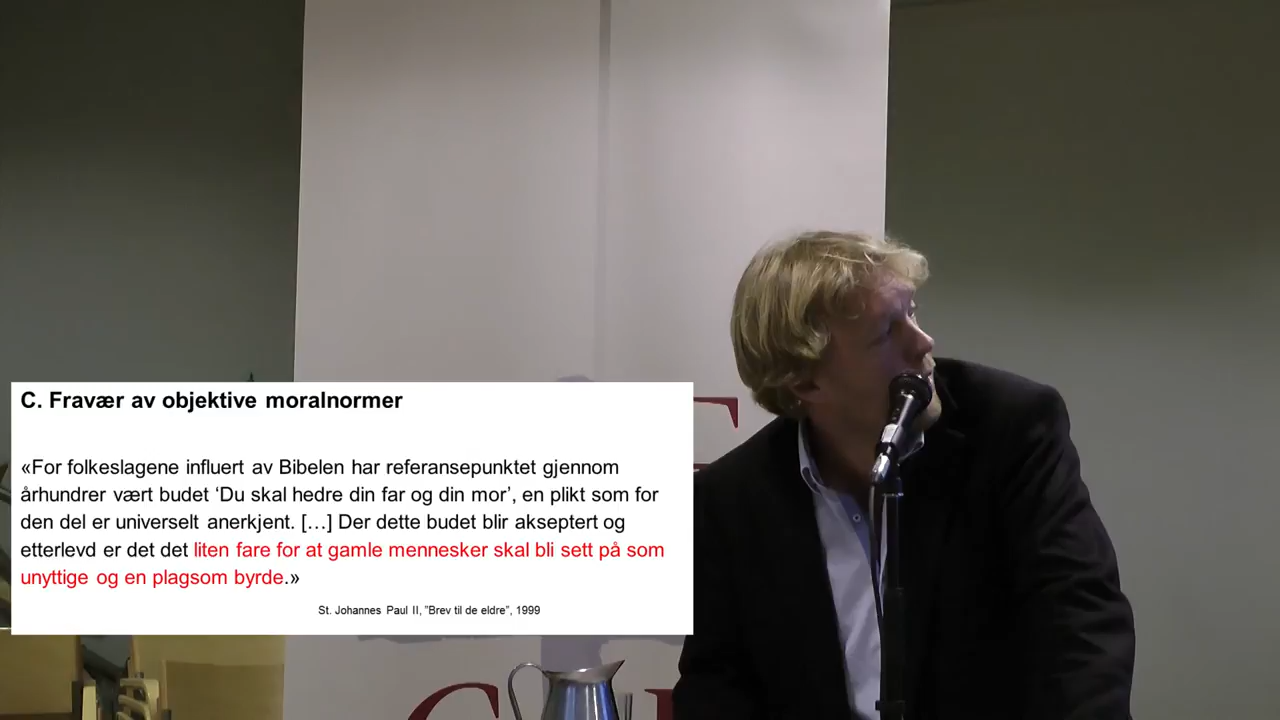 C. Fravær av objektive moralnormer
«For folkeslagene influert av Bibelen har referansepunktet gjennom
århundrer vært budet ‘Du skal hedre din far og din mor’, en plikt som for
den del er universelt anerkjent. […] Der dette budet blir akseptert og
etterlevd er det det liten fare for at gamle mennesker skal bli sett på som
unyttige og en plagsom byrde.»
St. Johannes Paul II, ”Brev til de eldre”, 1999